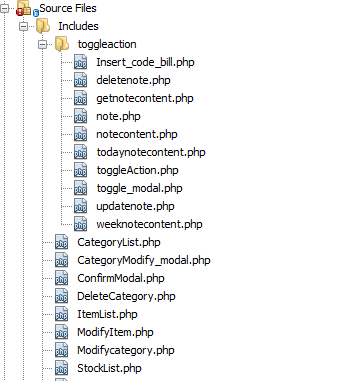 Source Files
Includes
toggleaction
Insert_code_bill.php
deletenote.php
getnotecontent.php
note.php
notecontent.php
todaynotecontent.php
toggleAction.php
toggle_modal.php
updatenote.php
weeknotecontent.php
CategoryList.php
CategoryModify_modal.php
ConfirmModal.php
DeleteCategory.php
ItemList.php
ModifyItem.php
Modifycategory.php
StockList.php